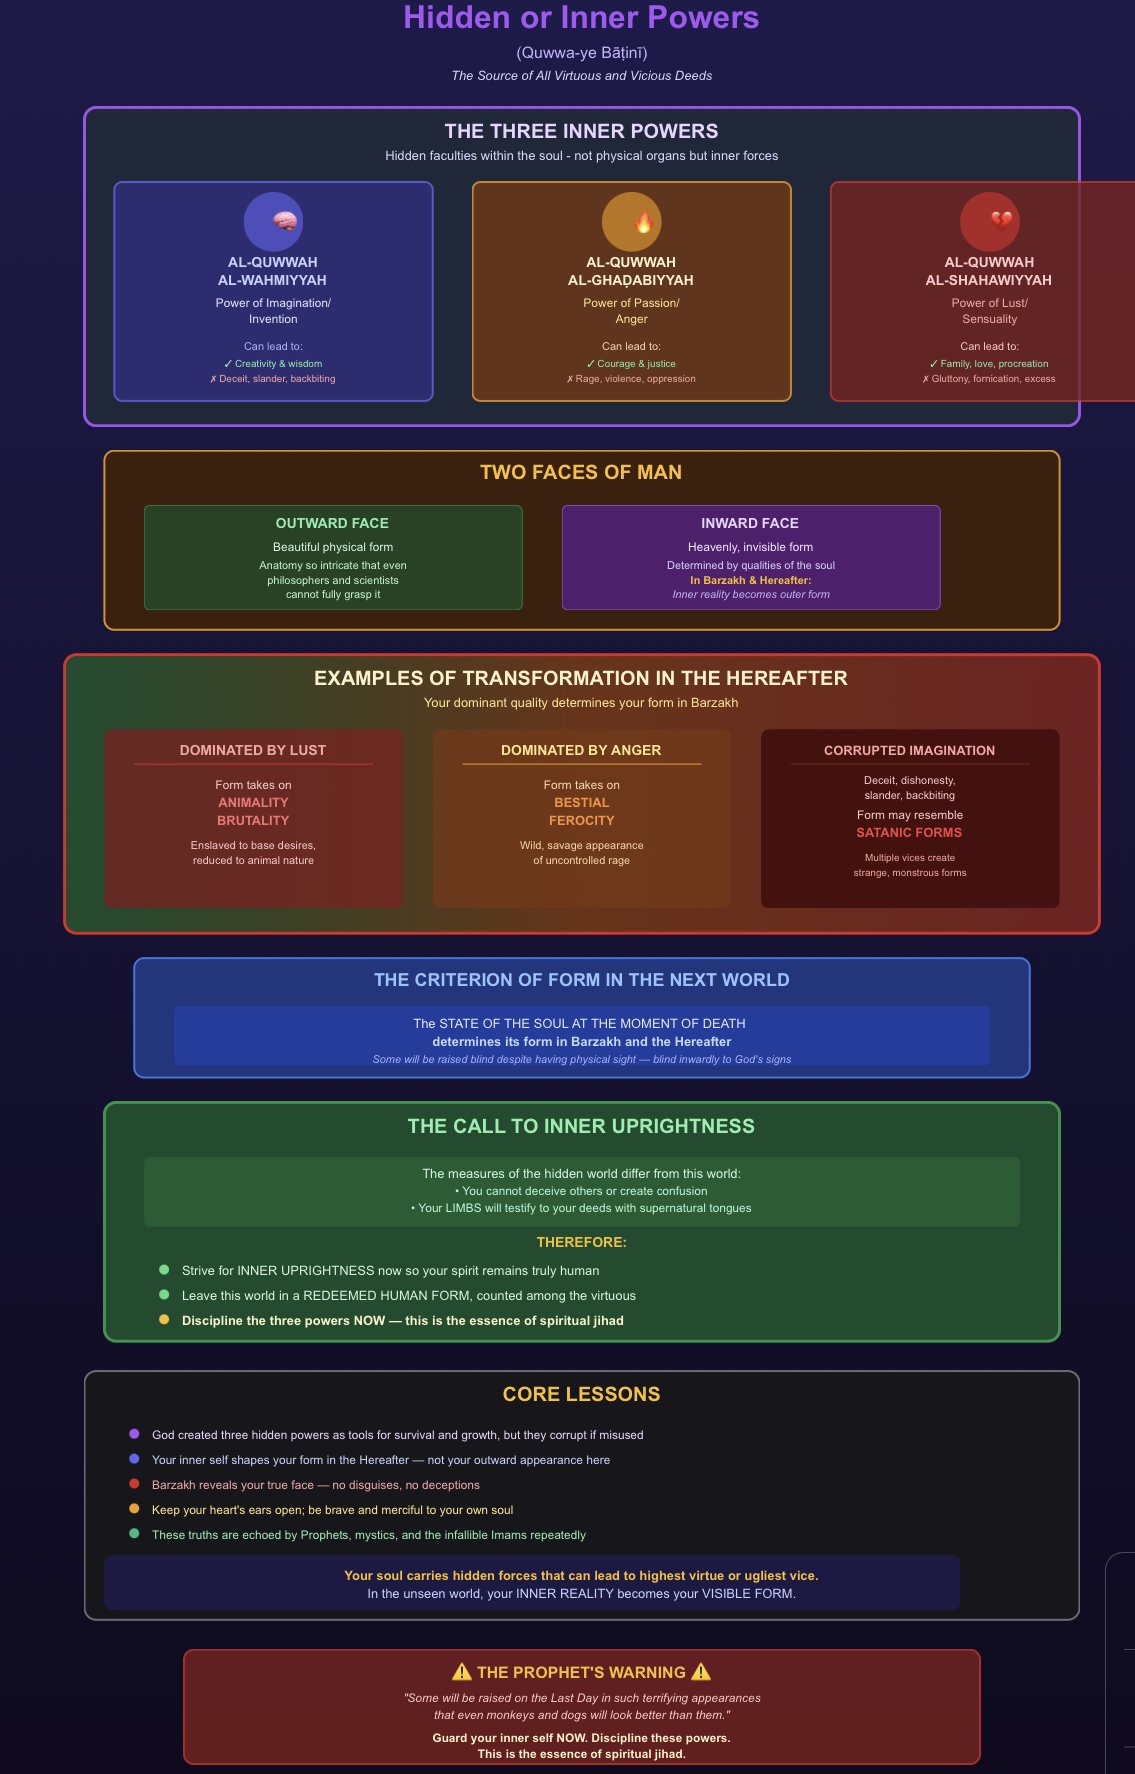 Hidden or Inner Powers
(Quwwa-ye Bāṭinī)
The Source of All Virtuous and Vicious Deeds
THE THREE INNER POWERS
Hidden faculties within the soul - not physical organs but inner forces
AL-QUWWAH
AL-WAHMIYYAH
Power of Imagination/
Invention
Can lead to:
✓ Creativity & wisdom
✗ Deceit, slander, backbiting
AL-QUWWAH
AL-GHAḌABIYYAH
Power of Passion/
Anger
Can lead to:
✓ Courage & justice
✗ Rage, violence, oppression
AL-QUWWAH
AL-SHAHAWIYYAH
Power of Lust/
Sensuality
Can lead to:
✓ Family, love, procreation
✗ Gluttony, fornication, excess
TWO FACES OF MAN
OUTWARD FACE
Beautiful physical form
Anatomy so intricate that even
philosophers and scientists
cannot fully grasp it
INWARD FACE
Heavenly, invisible form
Determined by qualities of the soul
In Barzakh & Hereafter:
Inner reality becomes outer form
EXAMPLES OF TRANSFORMATION IN THE HEREAFTER
Your dominant quality determines your form in Barzakh
DOMINATED BY LUST
Form takes on
ANIMALITY
BRUTALITY
Enslaved to base desires,
reduced to animal nature
DOMINATED BY ANGER
Form takes on
BESTIAL
FEROCITY
Wild, savage appearance
of uncontrolled rage
CORRUPTED IMAGINATION
Deceit, dishonesty,
slander, backbiting
Form may resemble
SATANIC FORMS
Multiple vices create
strange, monstrous forms
THE CRITERION OF FORM IN THE NEXT WORLD
The STATE OF THE SOUL AT THE MOMENT OF DEATH
determines its form in Barzakh and the Hereafter
Some will be raised blind despite having physical sight — blind inwardly to God's signs
THE CALL TO INNER UPRIGHTNESS
The measures of the hidden world differ from this world:
• You cannot deceive others or create confusion
• Your LIMBS will testify to your deeds with supernatural tongues
THEREFORE:
Strive for INNER UPRIGHTNESS now so your spirit remains truly human
Leave this world in a REDEEMED HUMAN FORM, counted among the virtuous
Discipline the three powers NOW — this is the essence of spiritual jihad
CORE LESSONS
God created three hidden powers as tools for survival and growth, but they corrupt if misused
Your inner self shapes your form in the Hereafter — not your outward appearance here
Barzakh reveals your true face — no disguises, no deceptions
Keep your heart's ears open; be brave and merciful to your own soul
These truths are echoed by Prophets, mystics, and the infallible Imams repeatedly
Your soul carries hidden forces that can lead to highest virtue or ugliest vice.
In the unseen world, your INNER REALITY becomes your VISIBLE FORM.
⚠️ THE PROPHET'S WARNING ⚠️
"Some will be raised on the Last Day in such terrifying appearances
that even monkeys and dogs will look better than them."
Guard your inner self NOW. Discipline these powers.
This is the essence of spiritual jihad.